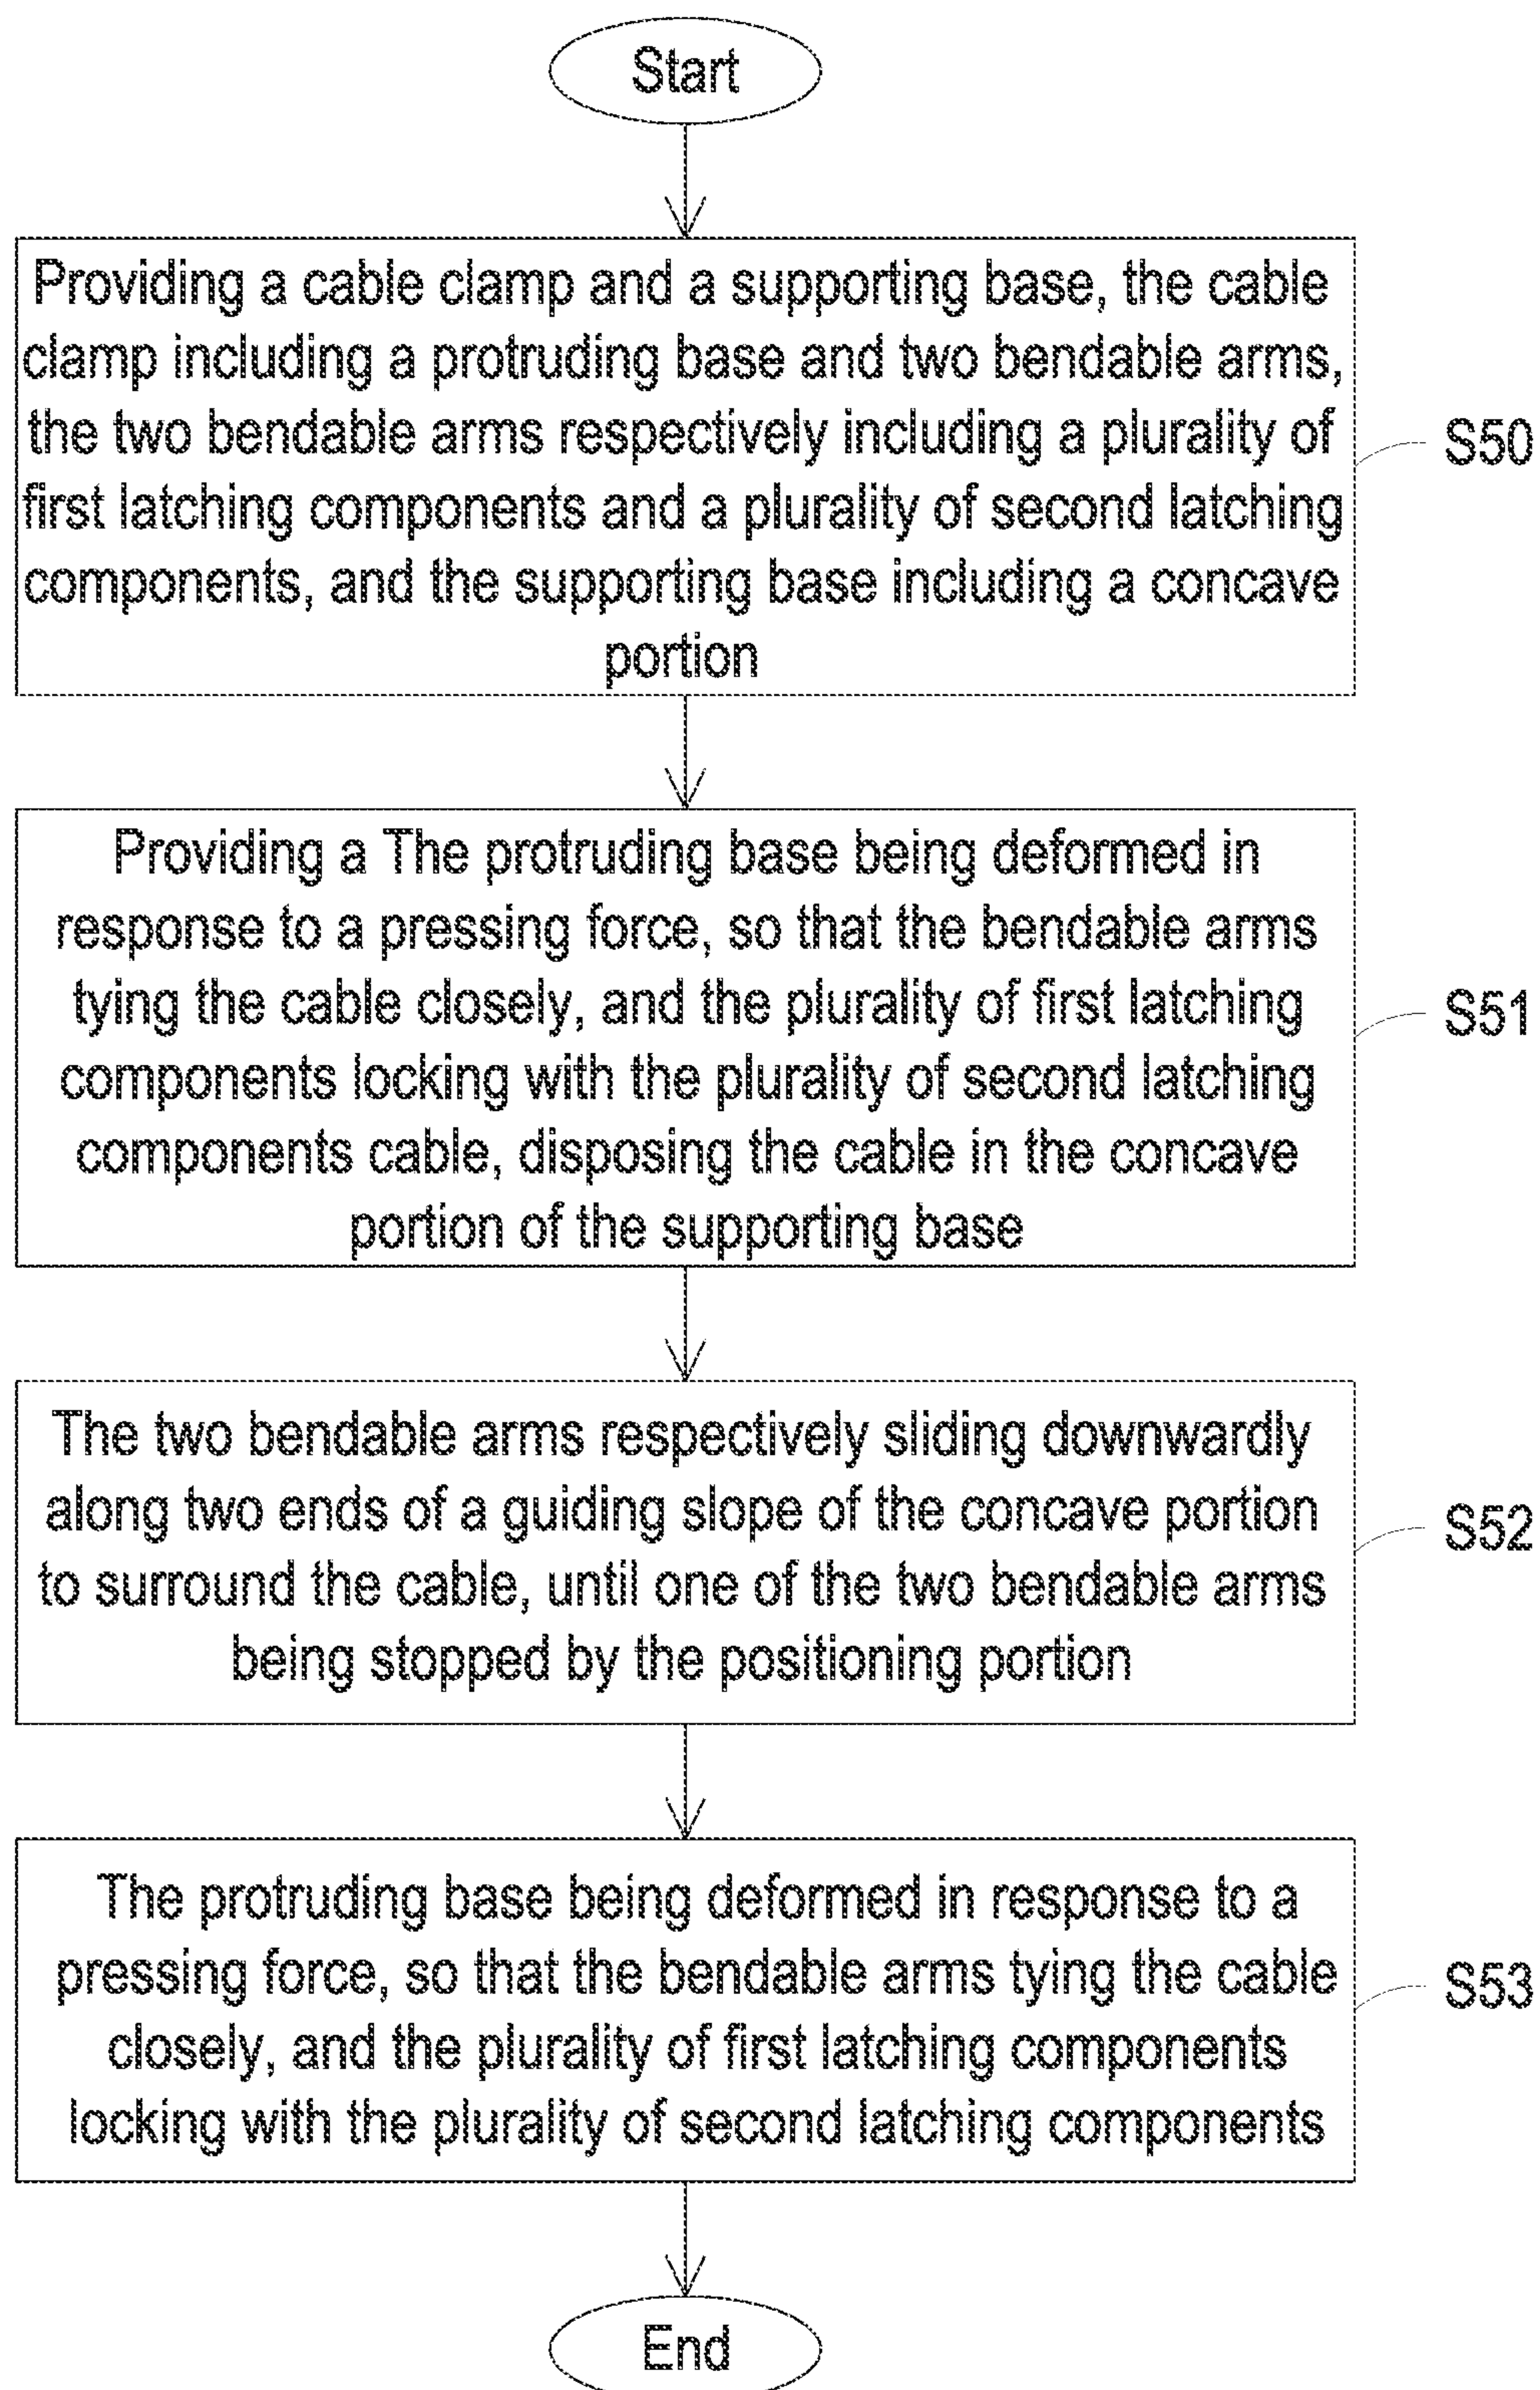 Start
Providing a cable clamp and a supporting base, the cable
clamp including a protruding base and two bendable arms,
the two bendable arms respectively including a plurality of
first latching components and a plurality of second latching
components, and the supporting base including a concave
portion
S50
Providing a The protruding base being deformed in
response to a pressing force, so that the bendable arms
tying the cable closely, and the plurality of first latching
components locking with the plurality of second latching
components cable, disposing the cable in the concave
portion of the supporting base
S51
The two bendable arms respectively sliding downwardly
along two ends of a guiding slope of the concave portion
to surround the cable, until one of the two bendable arms
being stopped by the positioning portion
S52
The protruding base being deformed in response to a
pressing force, so that the bendable arms tying the cable
closely, and the plurality of first latching components
locking with the plurality of second latching components
S53
End